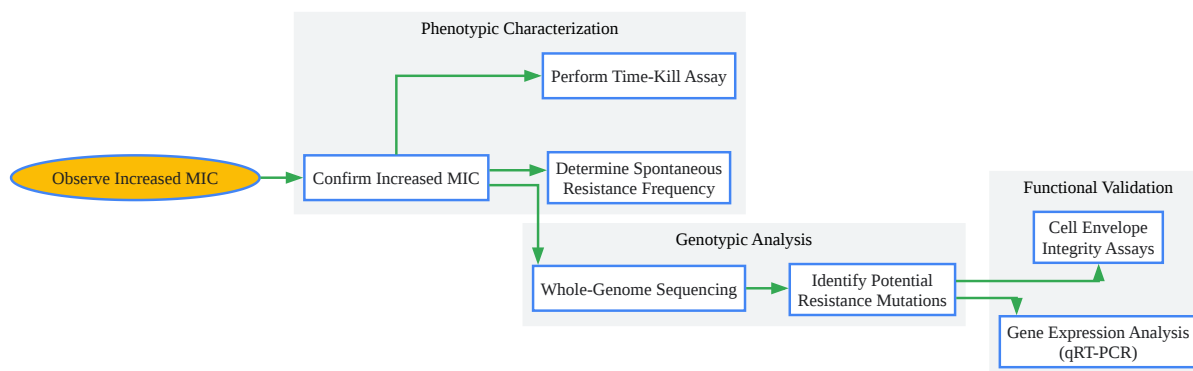 Phenotypic Characterization
Perform Time-Kill Assay
Observe Increased MIC
Confirm Increased MIC
Determine Spontaneous
Resistance Frequency
Genotypic Analysis
Whole-Genome Sequencing
Identify Potential
Resistance Mutations
Functional Validation
Cell Envelope
Integrity Assays
Gene Expression Analysis
(qRT-PCR)